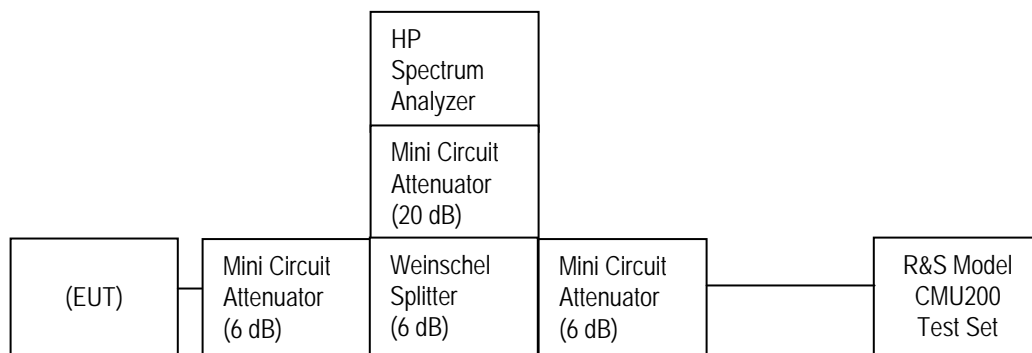 HP
Spectrum
Analyzer
Mini Circuit
Attenuator
(20 dB)
(EUT)
Mini Circuit
Attenuator
(6 dB)
Weinschel
Splitter
(6 dB)
Mini Circuit
Attenuator
(6 dB)
R&S Model
CMU200
Test Set